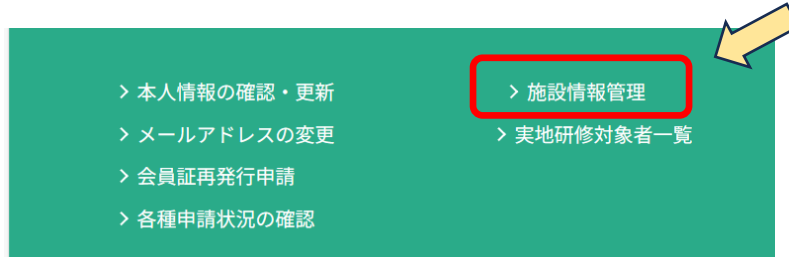 > 本人情報の確認・更新
> メールアドレスの変更
> 会員証再発行申請
> 各種申請状況の確認
> 施設情報管理
> 実地研修対象者一覧